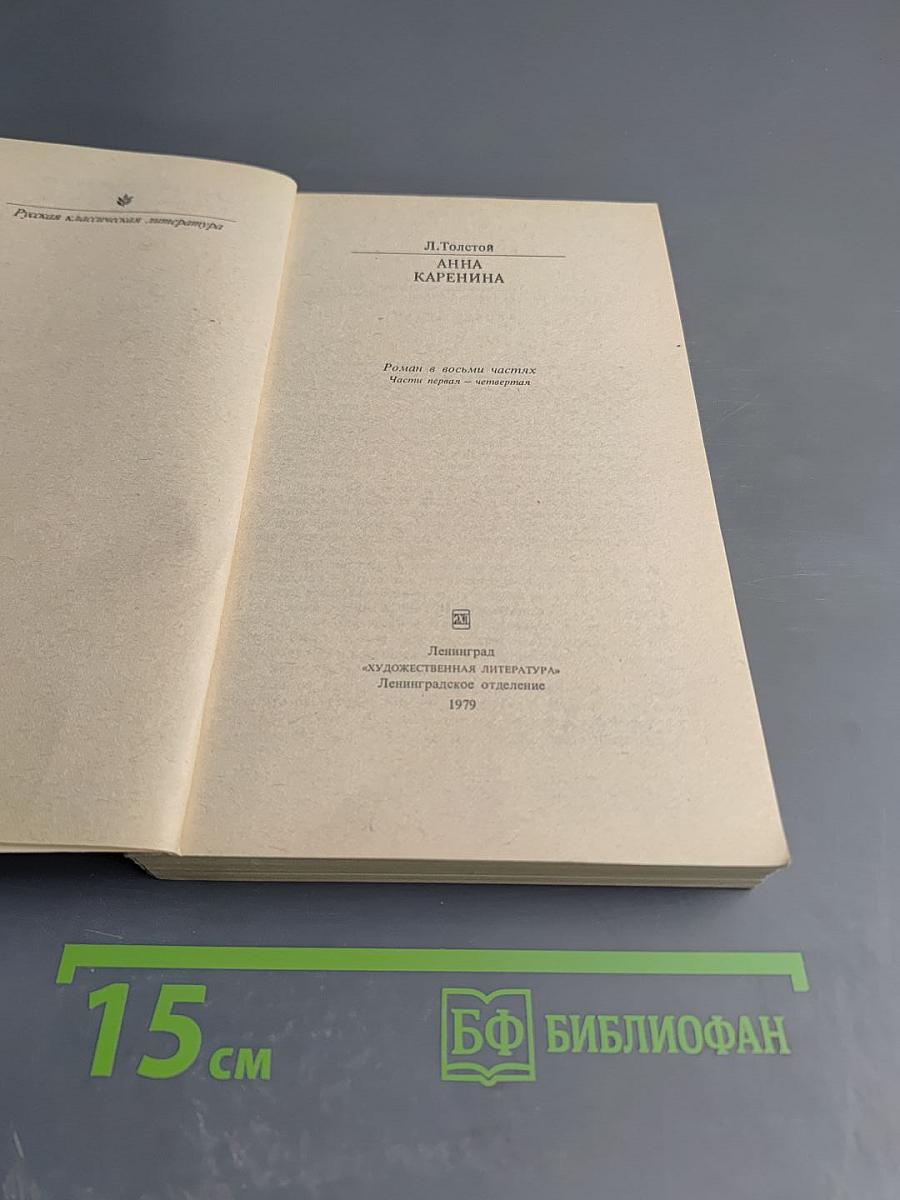 Русская классическая литература
Л.Толстой
АННА
КАРЕНИНА
Роман в восьми частях
Части первая – четвертая
Ленинград
«ХУДОЖЕСТВЕННАЯ ЛИТЕРАТУРА»
Ленинградское отделение
1979
15 см
БФ БИБЛИОФАН